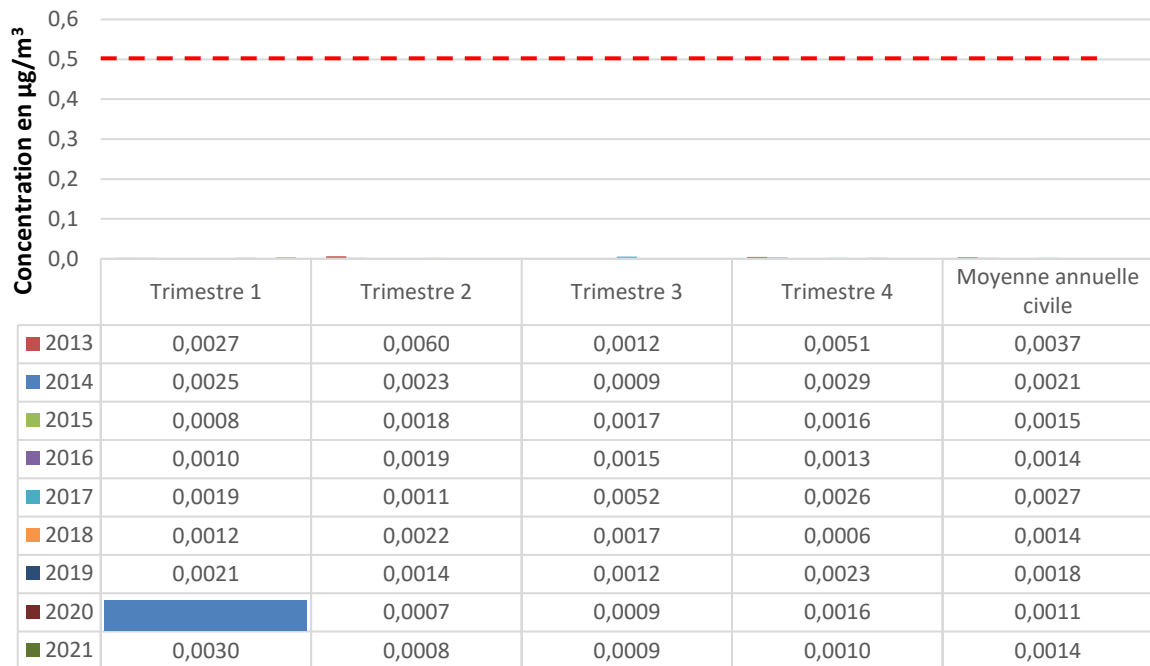 Concentration en µg/m³
0,6
0,5
0,4
0,3
0,2
0,1
0,0
Trimestre 1 Trimestre 2 Trimestre 3 Trimestre 4 Moyenne annuelle
civile
2013 0,0027 0,0060 0,0012 0,0051 0,0037
2014 0,0025 0,0023 0,0009 0,0029 0,0021
2015 0,0008 0,0018 0,0017 0,0016 0,0015
2016 0,0010 0,0019 0,0015 0,0013 0,0014
2017 0,0019 0,0011 0,0052 0,0026 0,0027
2018 0,0012 0,0022 0,0017 0,0006 0,0014
2019 0,0021 0,0014 0,0012 0,0023 0,0018
2020 0,0007 0,0009 0,0016 0,0011
2021 0,0030 0,0008 0,0009 0,0010 0,0014